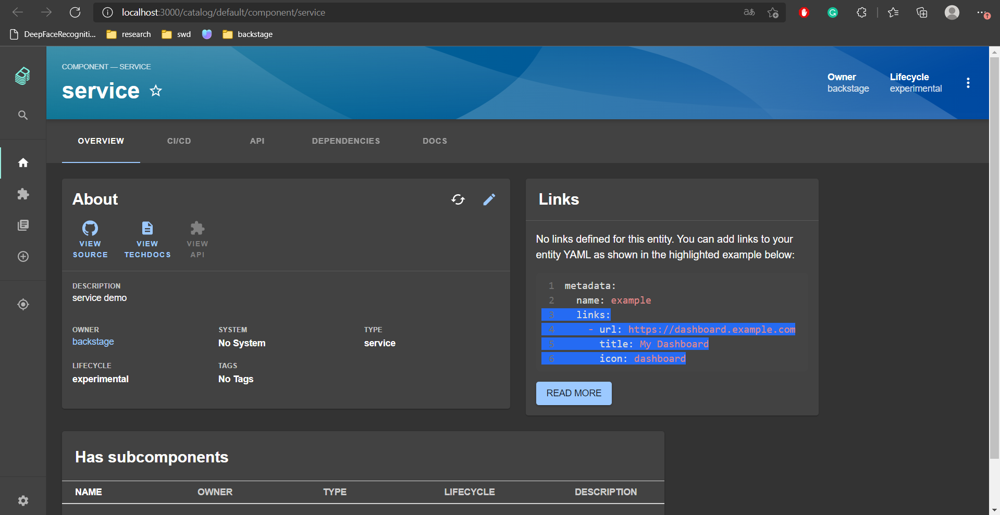 localhost:3000/catalog/default/component/service
DeepFaceRecogniti...
research
swd
backstage
COMPONENT — SERVICE
service
Owner
backstage
Lifecycle
experimental
OVERVIEW
CI/CD
API
DEPENDENCIES
DOCS
About
VIEW SOURCE
VIEW TECHDOCS
VIEW API
DESCRIPTION
service demo
OWNER
backstage
SYSTEM
No System
TYPE
service
LIFECYCLE
experimental
TAGS
No Tags
Links
No links defined for this entity. You can add links to your
entity YAML as shown in the highlighted example below:
1 metadata:
2 name: example
3 links:
4 - url: https://dashboard.example.com
5 title: My Dashboard
6 icon: dashboard
READ MORE
Has subcomponents
NAME OWNER TYPE LIFECYCLE DESCRIPTION